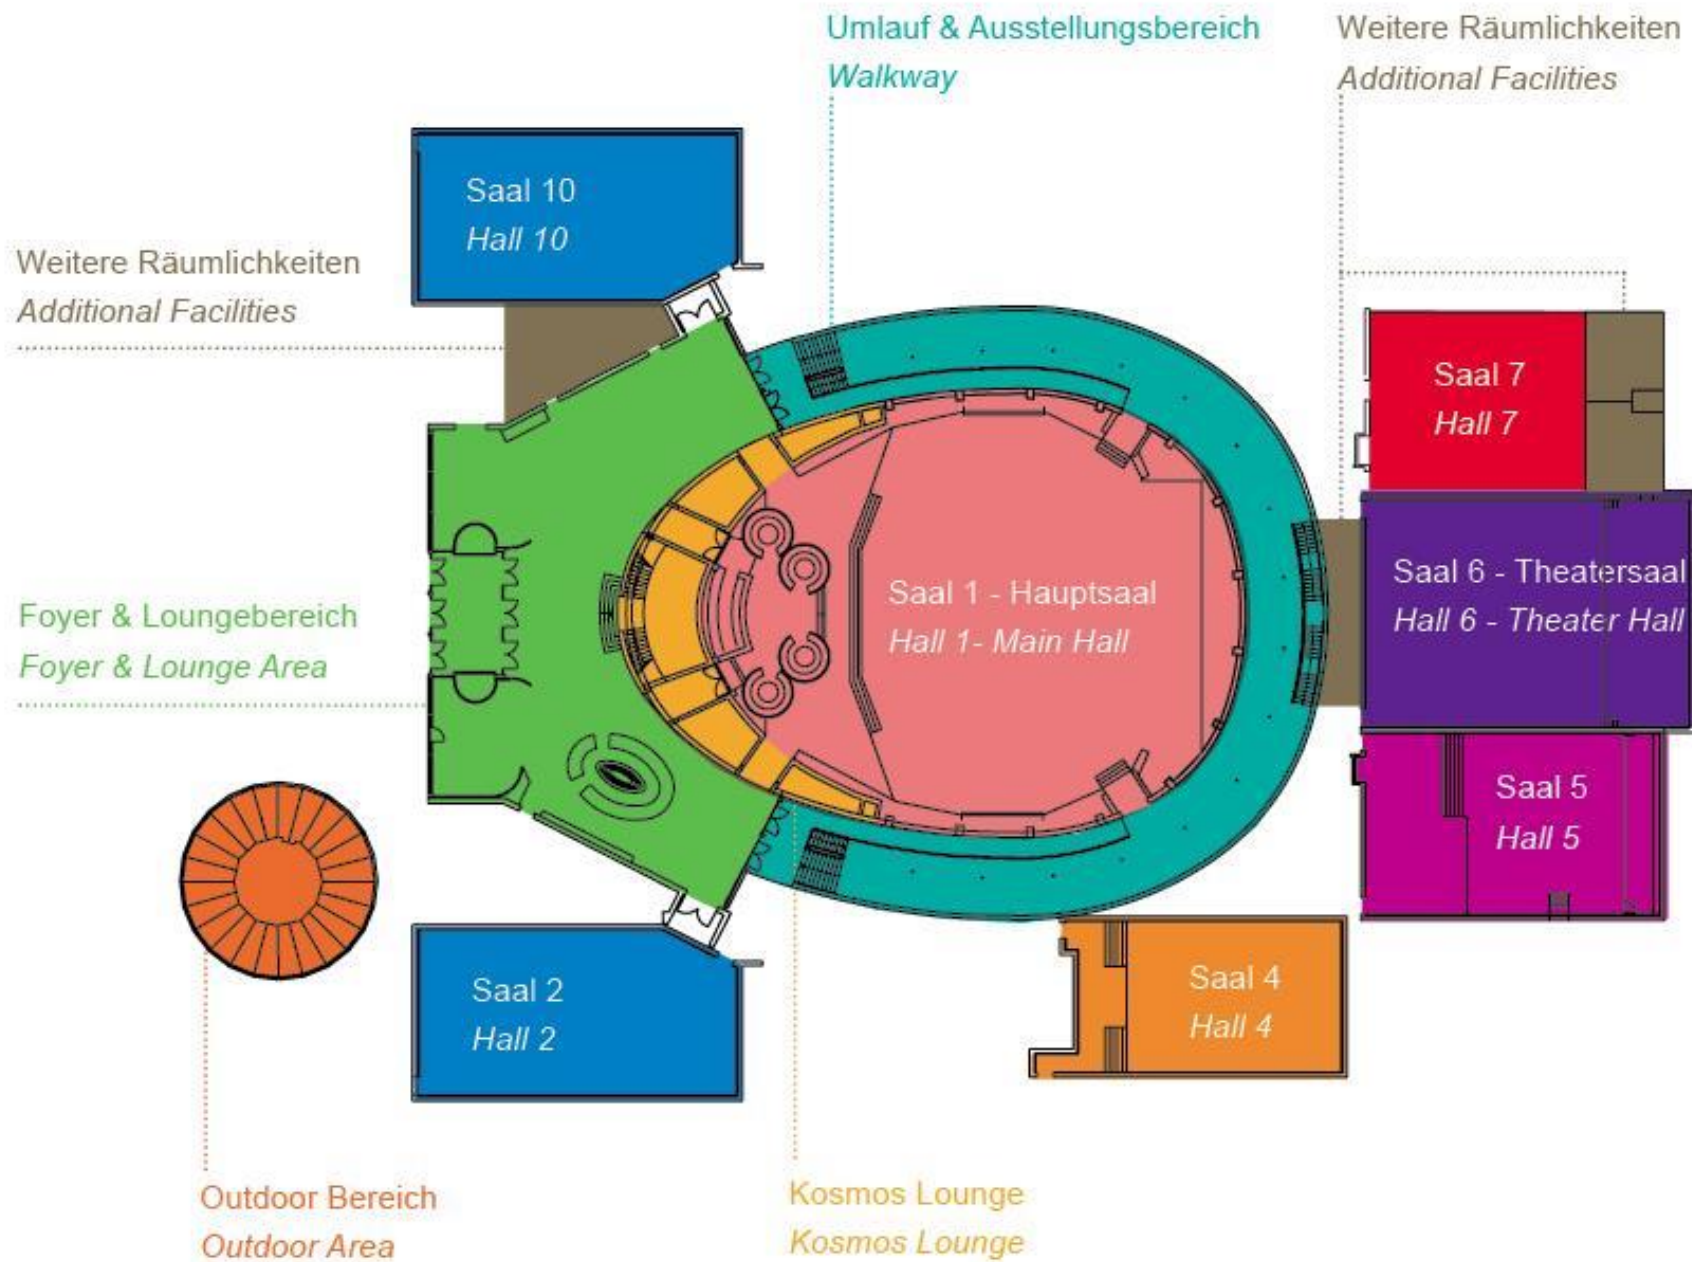 Umlauf & Ausstellungsbereich
Walkway
Weitere Räumlichkeiten
Additional Facilities
Saal 10
Hall 10
Weitere Räumlichkeiten
Additional Facilities
Saal 7
Hall 7
Saal 1 - Hauptsaal
Hall 1- Main Hall
Saal 6 - Theatersaal
Hall 6 - Theater Hall
Foyer & Loungebereich
Foyer & Lounge Area
Saal 5
Hall 5
Saal 2
Hall 2
Saal 4
Hall 4
Outdoor Bereich
Outdoor Area
Kosmos Lounge
Kosmos Lounge